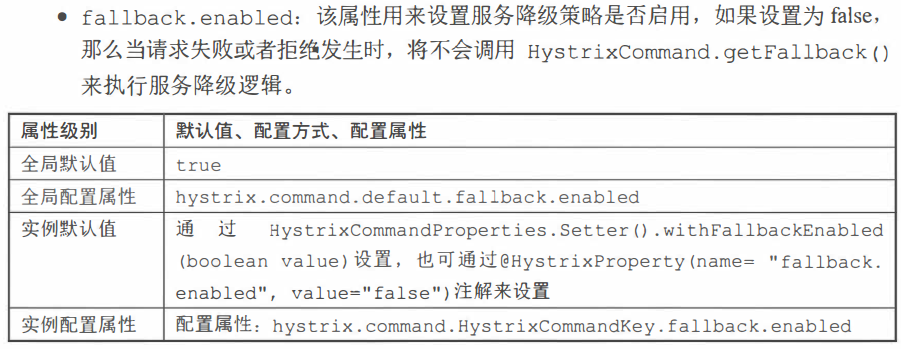 • fallback.enabled：该属性用来设置服务降级策略是否启用，如果设置为 false，
那么当请求失败或者拒绝发生时，将不会调用 HystrixCommand.getFallback()
来执行服务降级逻辑。
属性级别 默认值、配置方式、配置属性
全局默认值 true
全局配置属性 hystrix.command.default.fallback.enabled
实例默认值 通过 HystrixCommandProperties.Setter().withFallbackEnabled
(boolean value)设置，也可通过@HystrixProperty(name= "fallback.
enabled", value="false")注解来设置
实例配置属性 配置属性：hystrix.command.HystrixCommandKey.fallback.enabled